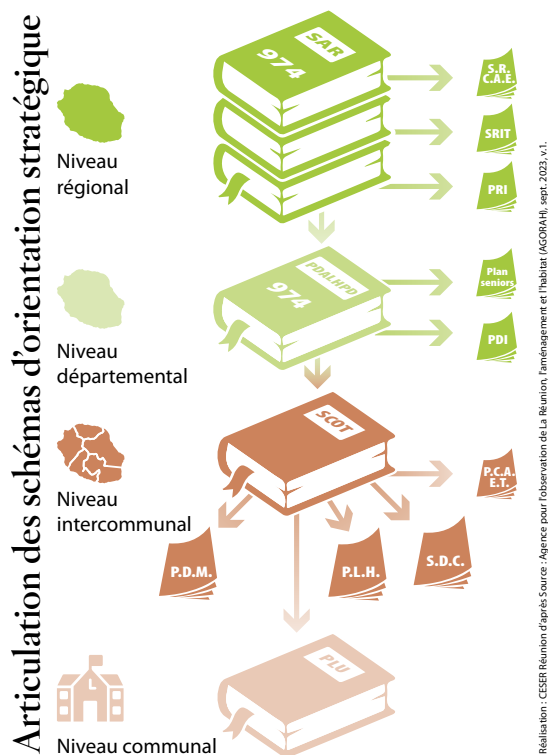 Articulation des schémas d'orientation stratégique
Niveau
régional
974
SAR
S.R.
C.A.E.
SRIT
PRI
Niveau
départemental
974
PDALHPD
Plan
seniors
PDI
Niveau
intercommunal
SCOT
P.C.A.
E.T.
P.D.M.
P.L.H.
S.D.C.
Niveau communal
PLU
Réalisation : CESER Réunion d'après Source : Agence pour l'observation de La Réunion, l'aménagement et l'habitat (AGORAH), sept. 2023, v.1.